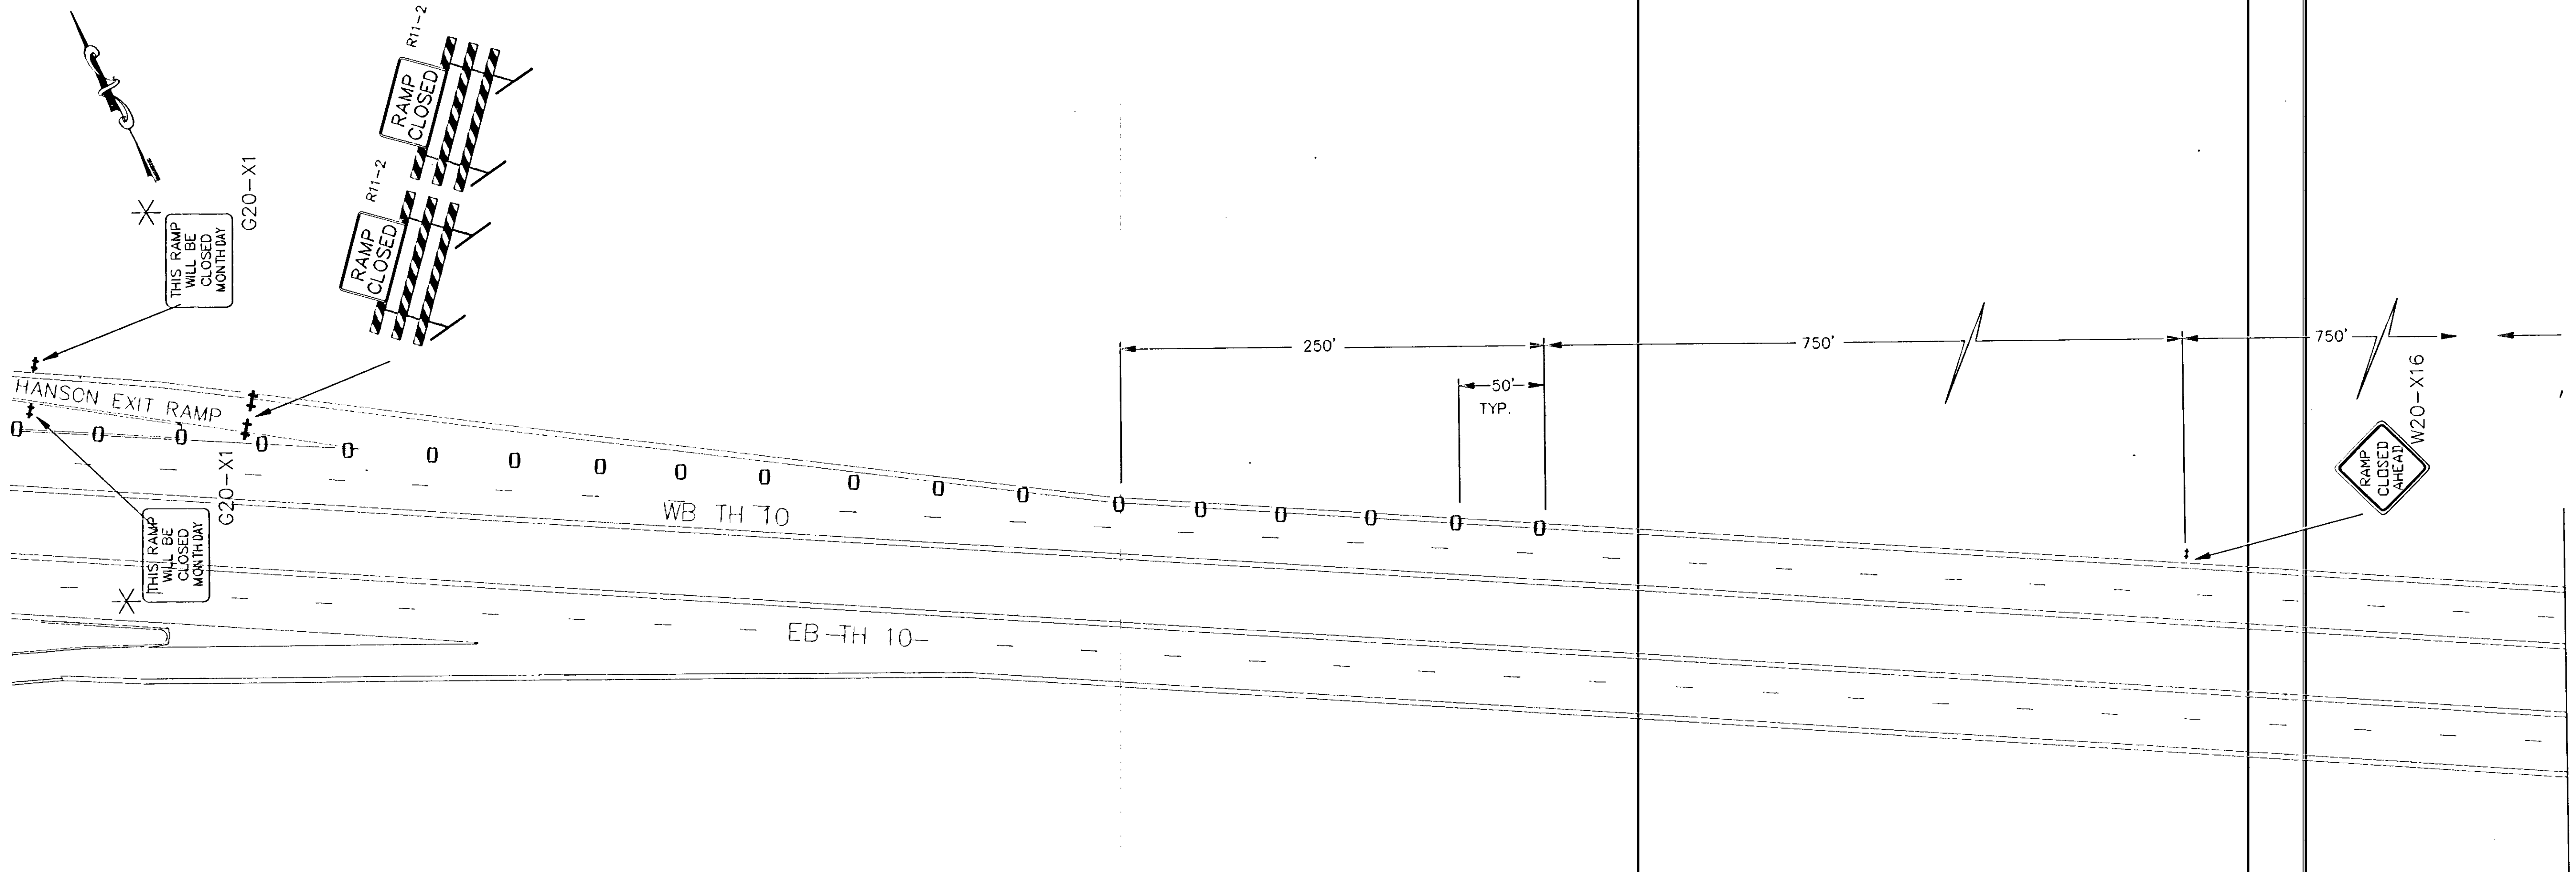 R11-2
RAMP
CLOSED
R11-2
RAMP
CLOSED
G20-X1
THIS RAMP
WILL BE
CLOSED
MONTH DAY
HANSON EXIT RAMP
G20-X1
THIS RAMP
WILL BE
CLOSED
MONTH DAY
250'
750'
750'
50'
TYP.
W20-X16
RAMP
CLOSED
AHEAD
WB TH 10
EB TH 10